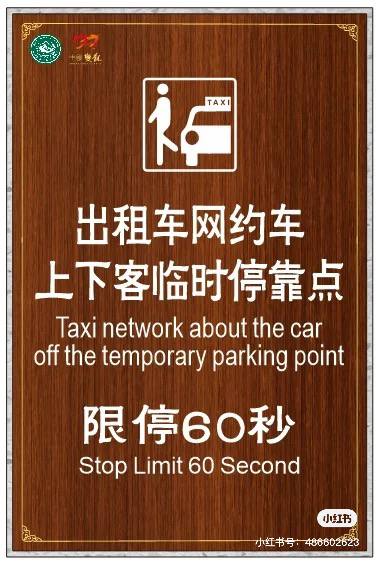 TAXI
出租车网约车
上下客临时停靠点
Taxi network about the car
off the temporary parking point
限停60秒
Stop Limit 60 Second
小红书
小红书号：486602623